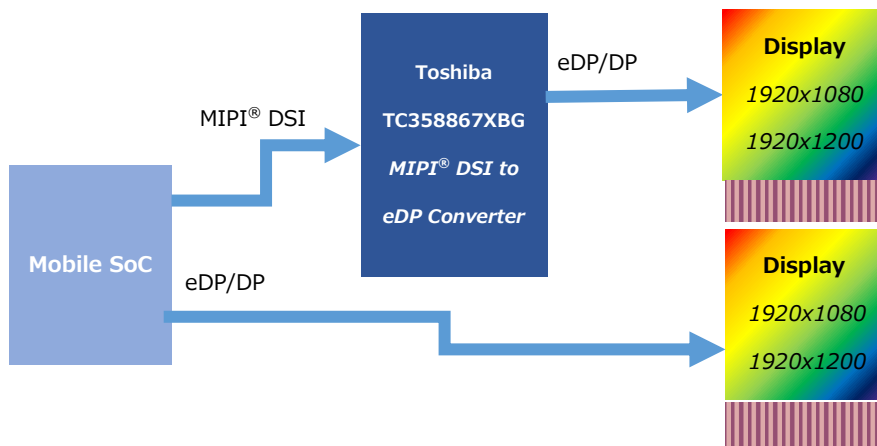 MIPI® DSI
Mobile SoC
eDP/DP
Toshiba
TC358867XBG
MIPI® DSI to
eDP Converter
eDP/DP
Display
1920x1080
1920x1200
Display
1920x1080
1920x1200